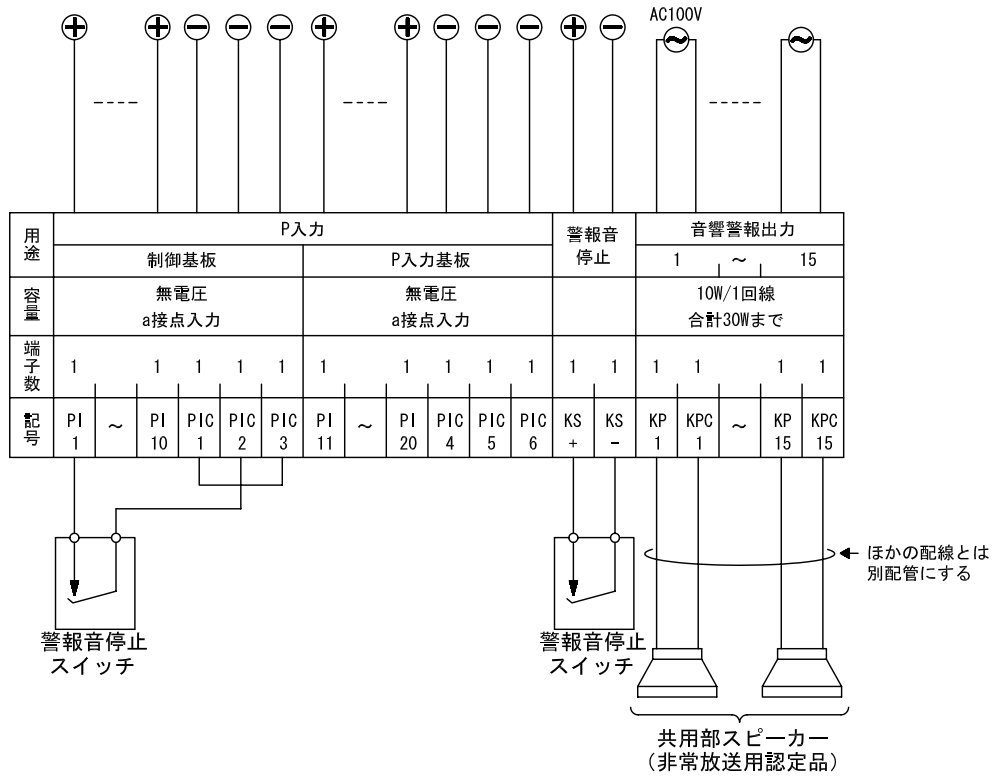 AC100V
用途
P入力
警報音
停止
音響警報出力
制御基板
P入力基板
1 ～ 15
容量
無電圧
a接点入力
無電圧
a接点入力
10W/1回線
合計30Wまで
端子数
1 1 1 1 1 1 1 1 1 1 1 1 1 1 1 1
記号
PI 1
～
PI 10
PIC 1
PIC 2
PIC 3
PI 11
～
PI 20
PIC 4
PIC 5
PIC 6
KS +
KS −
KP 1
KPC 1
～
KP 15
KPC 15
ほかの配線とは
別配管にする
警報音停止
スイッチ
警報音停止
スイッチ
共用部スピーカー
（非常放送用認定品）